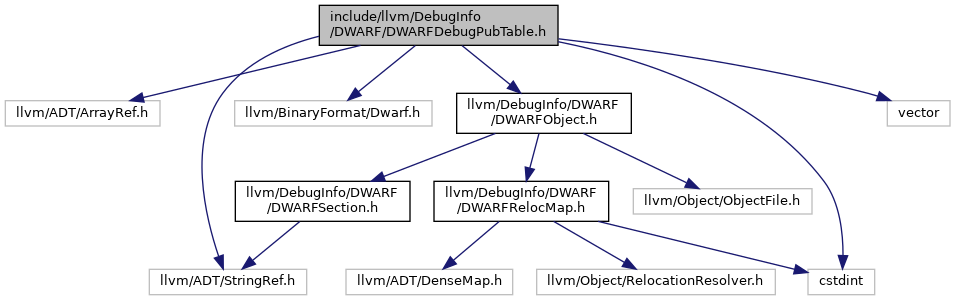 include/llvm/DebugInfo
/DWARF/DWARFDebugPubTable.h
llvm/ADT/ArrayRef.h
llvm/BinaryFormat/Dwarf.h
llvm/DebugInfo/DWARF
/DWARFObject.h
vector
llvm/DebugInfo/DWARF
/DWARFSection.h
llvm/DebugInfo/DWARF
/DWARFRelocMap.h
llvm/Object/ObjectFile.h
llvm/ADT/StringRef.h
llvm/ADT/DenseMap.h
llvm/Object/RelocationResolver.h
cstdint